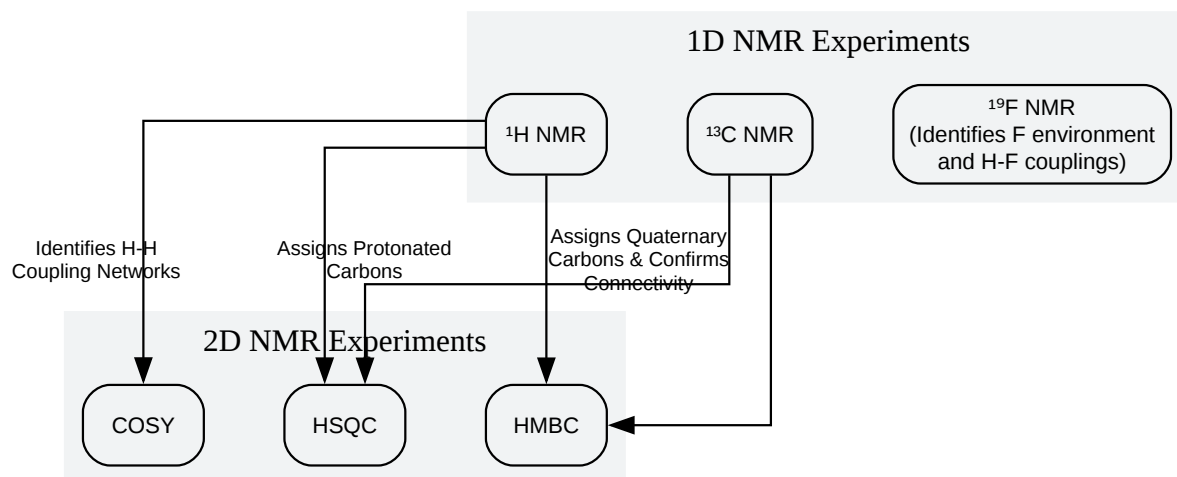 1D NMR Experiments
¹H NMR
¹³C NMR
¹⁹F NMR
(Identifies F environment
and H-F couplings)
Identifies H-H
Coupling Networks
Assigns Protonated
Carbons
Assigns Quaternary
Carbons & Confirms
Connectivity
2D NMR Experiments
COSY
HSQC
HMBC